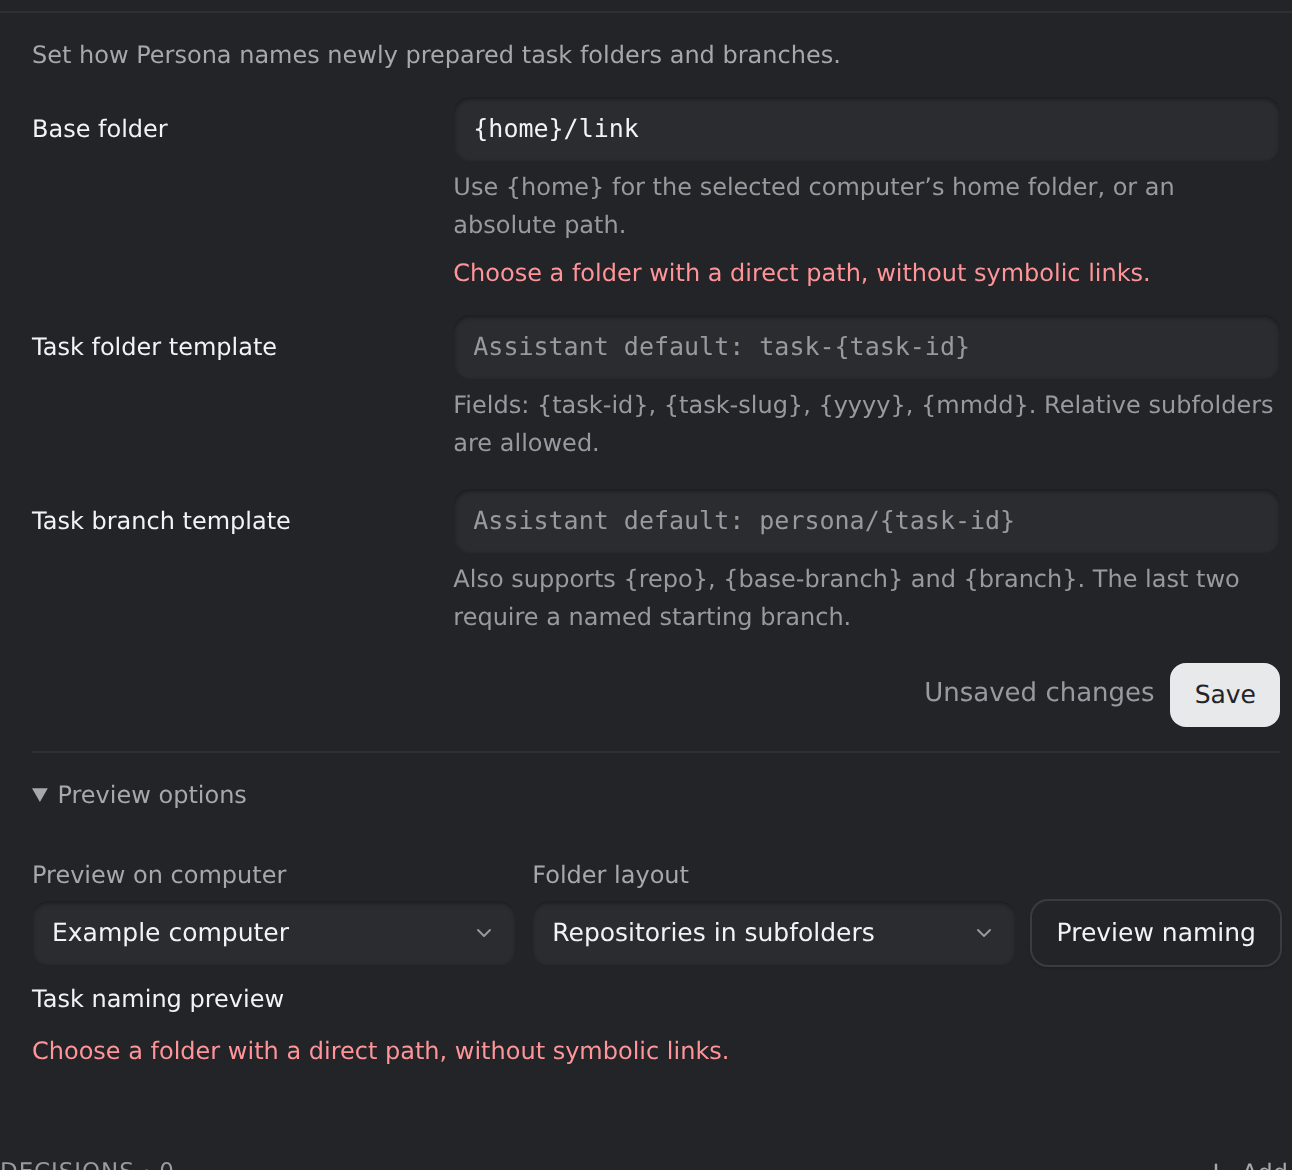 Set how Persona names newly prepared task folders and branches.
Base folder
{home}/link
Use {home} for the selected computer’s home folder, or an
absolute path.
Choose a folder with a direct path, without symbolic links.
Task folder template
Assistant default: task-{task-id}
Fields: {task-id}, {task-slug}, {yyyy}, {mmdd}. Relative subfolders
are allowed.
Task branch template
Assistant default: persona/{task-id}
Also supports {repo}, {base-branch} and {branch}. The last two
require a named starting branch.
Unsaved changes
Save
Preview options
Preview on computer
Folder layout
Example computer
Repositories in subfolders
Preview naming
Task naming preview
Choose a folder with a direct path, without symbolic links.
DECISIONS · 0
Add